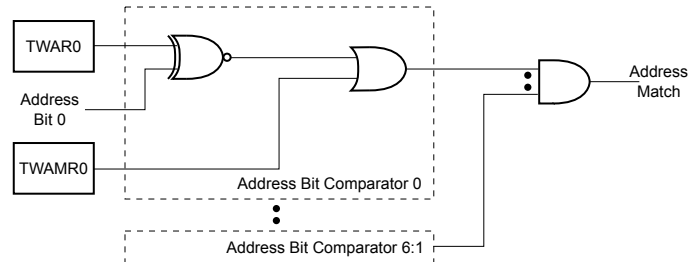 TWAR0
Address
Bit 0
TWAMR0
Address Bit Comparator 0
Address
Match
Address Bit Comparator 6:1